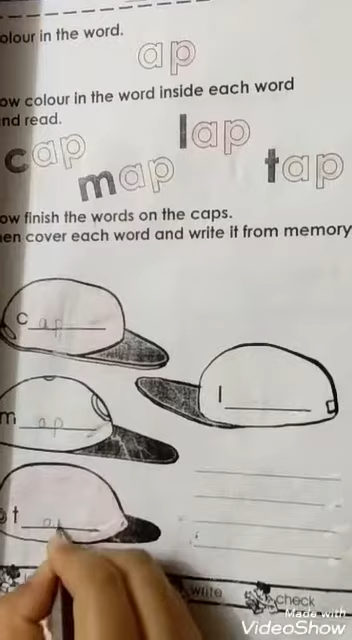 olour in the word.
ap
ow colour in the word inside each word
nd read.
cap map lap tap
ow finish the words on the caps.
en cover each word and write it from memory
c ap
l
m ap
t a
write
check
Made with
VideoShow